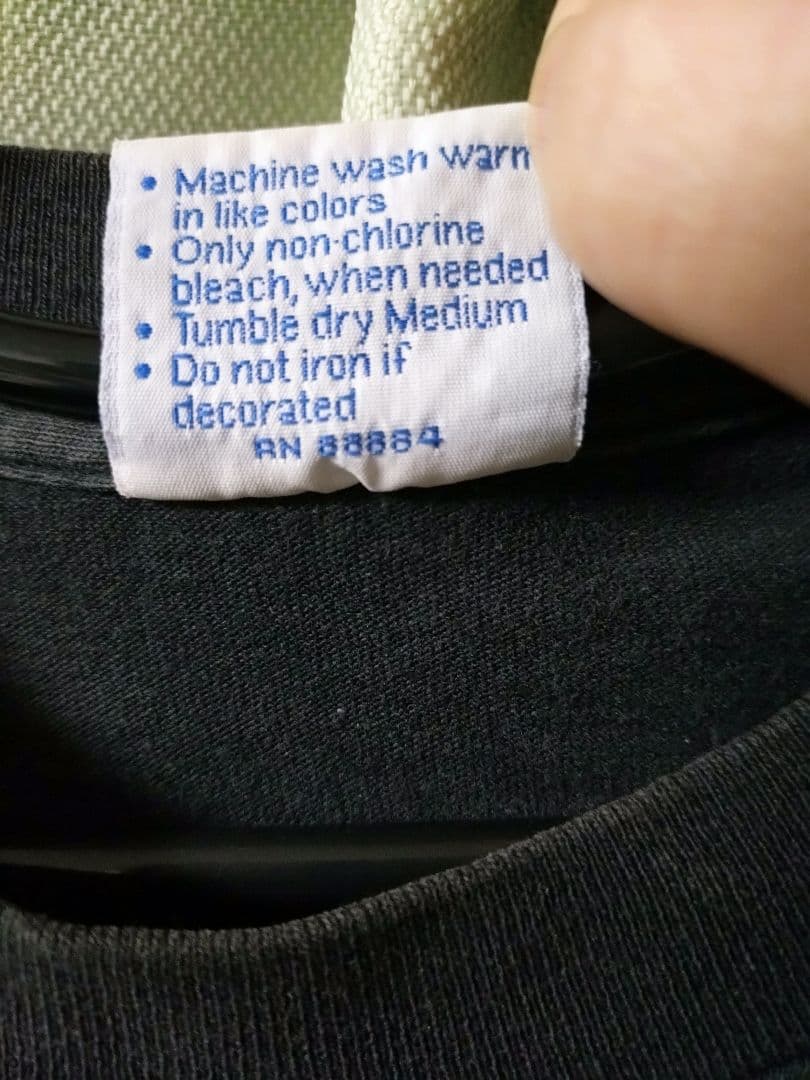 • Machine wash warm
in like colors
• Only non-chlorine
bleach, when needed
• Tumble dry Medium
• Do not iron if
decorated
RN 88884